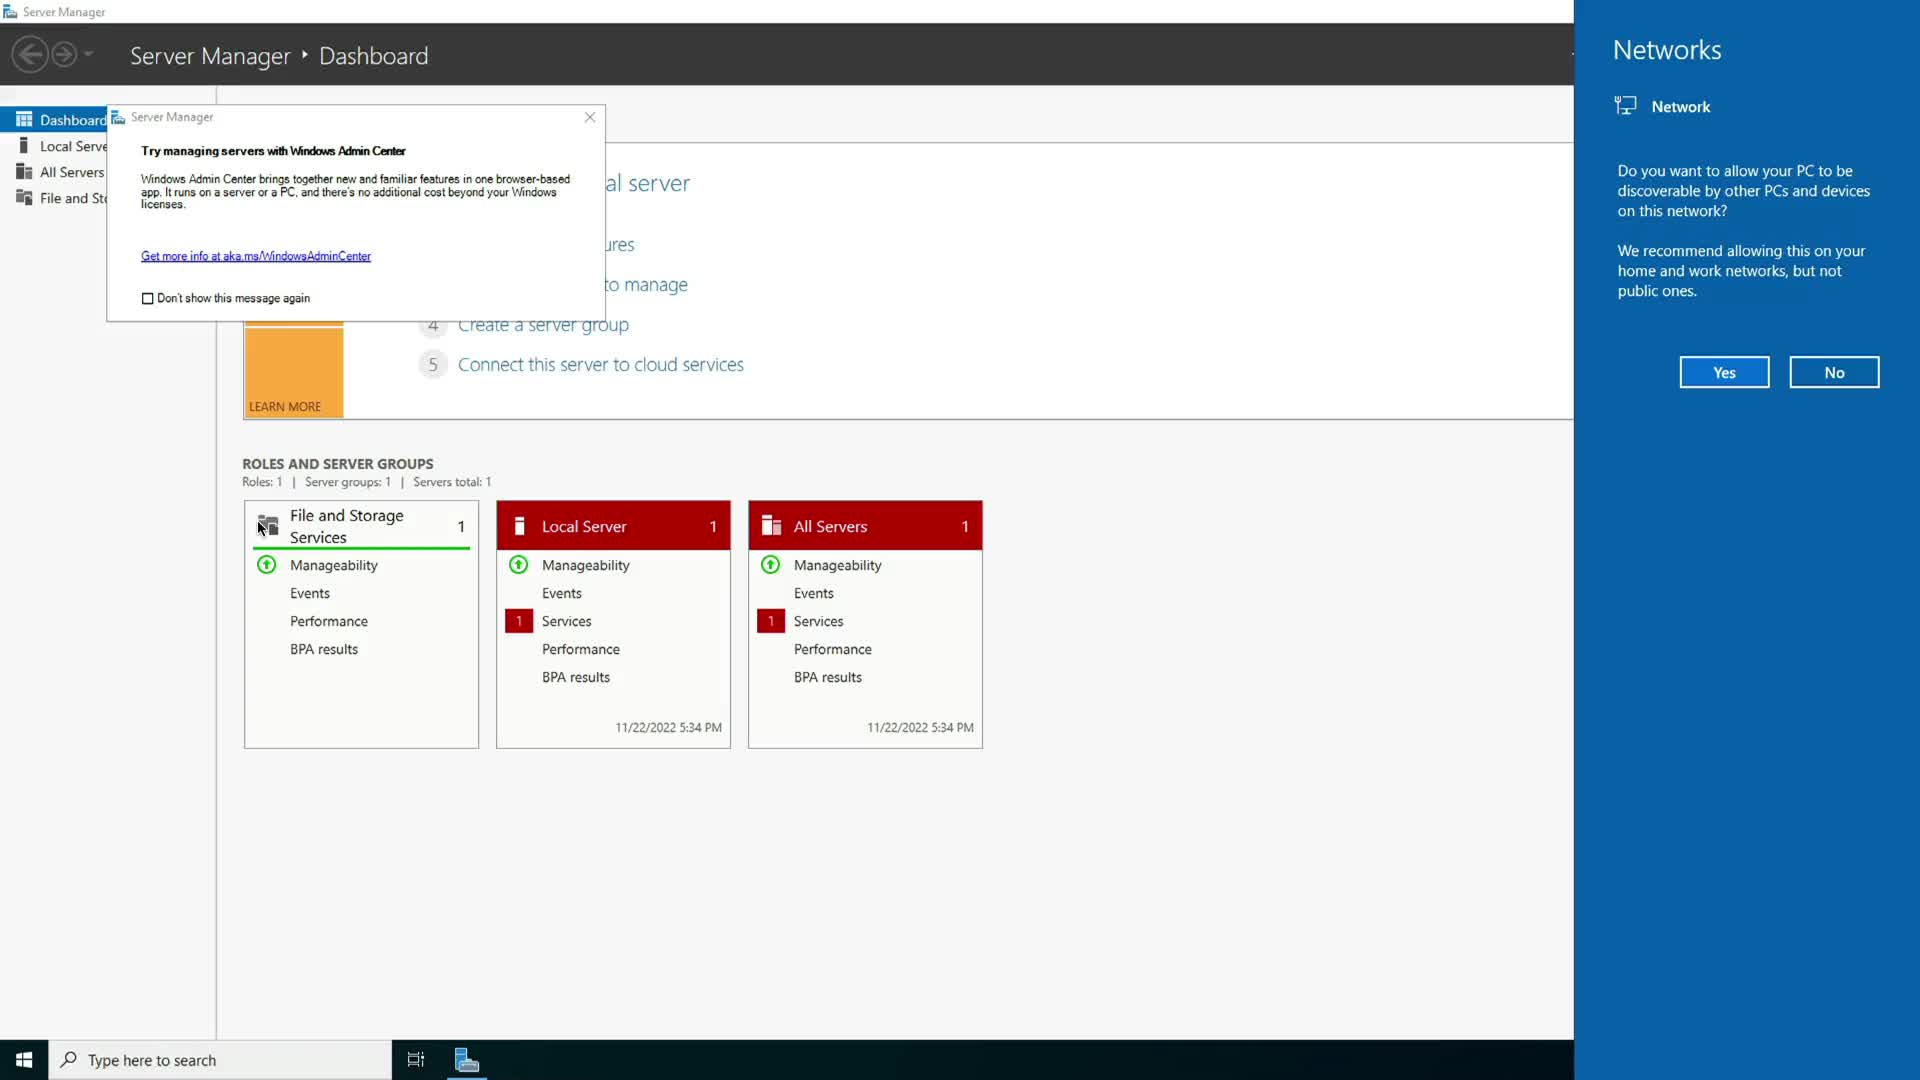 Server Manager
Server Manager Dashboard
Dashboard
Local Serve
All Servers
File and Sto
Server Manager
Try managing servers with Windows Admin Center
Windows Admin Center brings together new and familiar features in one browser-based
app. It runs on a server or a PC, and there's no additional cost beyond your Windows
licenses.
Get more info at aka.ms/WindowsAdminCenter
Don't show this message again
al server
ures
to manage
4 Create a server group
5 Connect this server to cloud services
LEARN MORE
ROLES AND SERVER GROUPS
Roles: 1 | Server groups: 1 | Servers total: 1
File and Storage
Services
1
Manageability
Events
Performance
BPA results
Local Server 1
Manageability
Events
1 Services
Performance
BPA results
11/22/2022 5:34 PM
All Servers 1
Manageability
Events
1 Services
Performance
BPA results
11/22/2022 5:34 PM
Networks
Network
Do you want to allow your PC to be
discoverable by other PCs and devices
on this network?
We recommend allowing this on your
home and work networks, but not
public ones.
Yes No
Type here to search